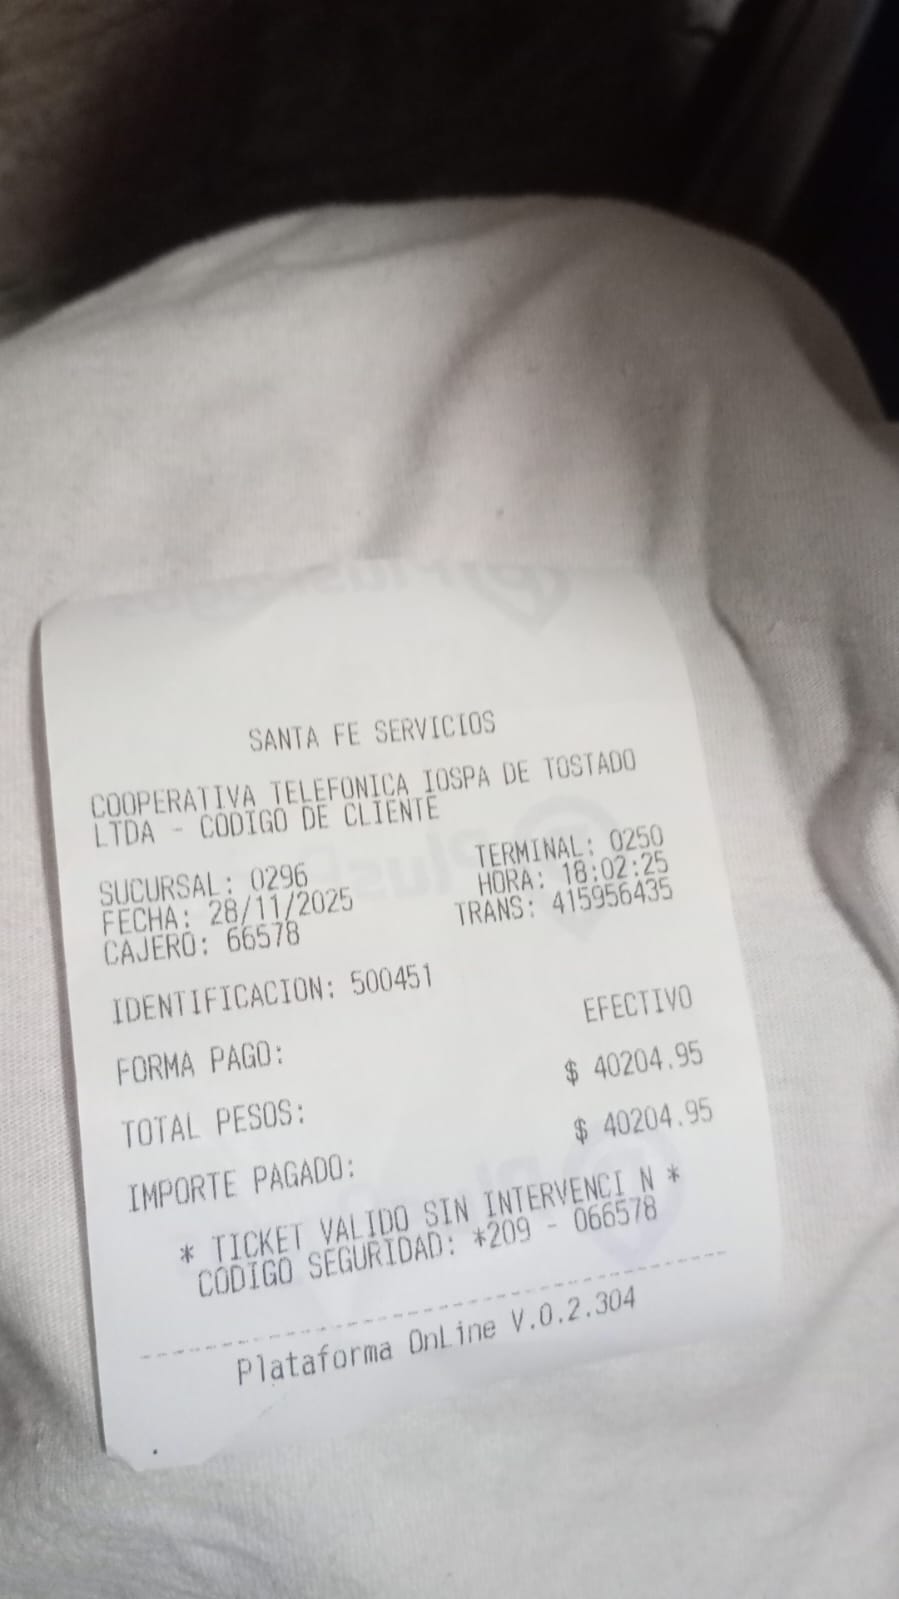 SANTA FE SERVICIOS
COOPERATIVA TELEFONICA IOSPA DE TOSTADO
LTDA - CODIGO DE CLIENTE
SUCURSAL: 0296 TERMINAL: 0250
FECHA: 28/11/2025 HORA: 18:02:25
CAJERO: 66578 TRANS: 415956435
IDENTIFICACION: 500451
FORMA PAGO: EFECTIVO
TOTAL PESOS: $ 40204.95
IMPORTE PAGADO: $ 40204.95
* TICKET VALIDO SIN INTERVENCI N *
CODIGO SEGURIDAD: *209 - 066578
Plataforma OnLine V.0.2.304